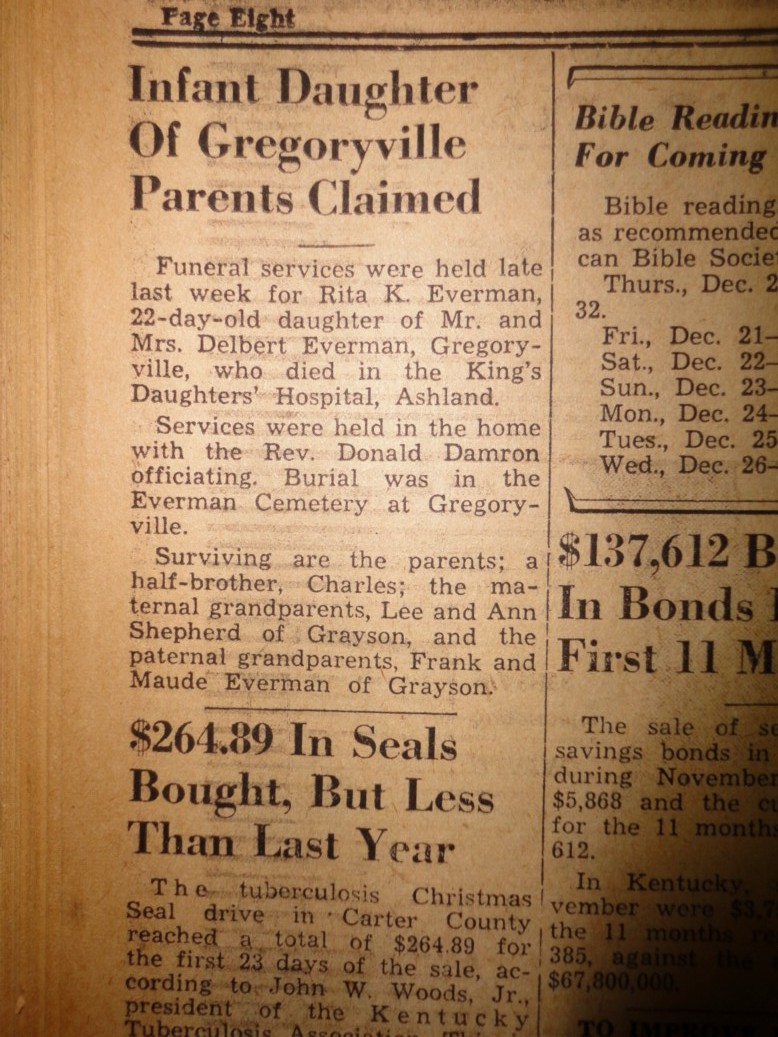 Page Eight
Infant Daughter
Of Gregoryville
Parents Claimed
Funeral services were held late
last week for Rita K. Everman,
22-day-old daughter of Mr. and
Mrs. Delbert Everman, Gregory-
ville, who died in the King's
Daughters' Hospital, Ashland.
Services were held in the home
with the Rev. Donald Damron
officiating. Burial was in the
Everman Cemetery at Gregory-
ville.
Surviving are the parents; a
half-brother, Charles; the ma-
ternal grandparents, Lee and Ann
Shepherd of Grayson, and the
paternal grandparents, Frank and
Maude Everman of Grayson.
$264.89 In Seals
Bought, But Less
Than Last Year
The tuberculosis Christmas
Seal drive in Carter County
reached a total of $264.89 for
the first 23 days of the sale, ac-
cording to John W. Woods, Jr.,
president of the Kentucky
Tuberculosis Association.
Bible Readin
For Coming
Bible reading
as recommended
can Bible Socie
Thurs., Dec. 2
32.
Fri., Dec. 21-
Sat., Dec. 22-
Sun., Dec. 23-
Mon., Dec. 24-
Tues., Dec. 25
Wed., Dec. 26-
$137,612 B
In Bonds
First 11 M
The sale of se
savings bonds in
during November
$5,868 and the cu
for the 11 months
612.
In Kentucky,
vember were $3,7
the 11 months
385, against the
$67,800,000.
TO IMPROVE